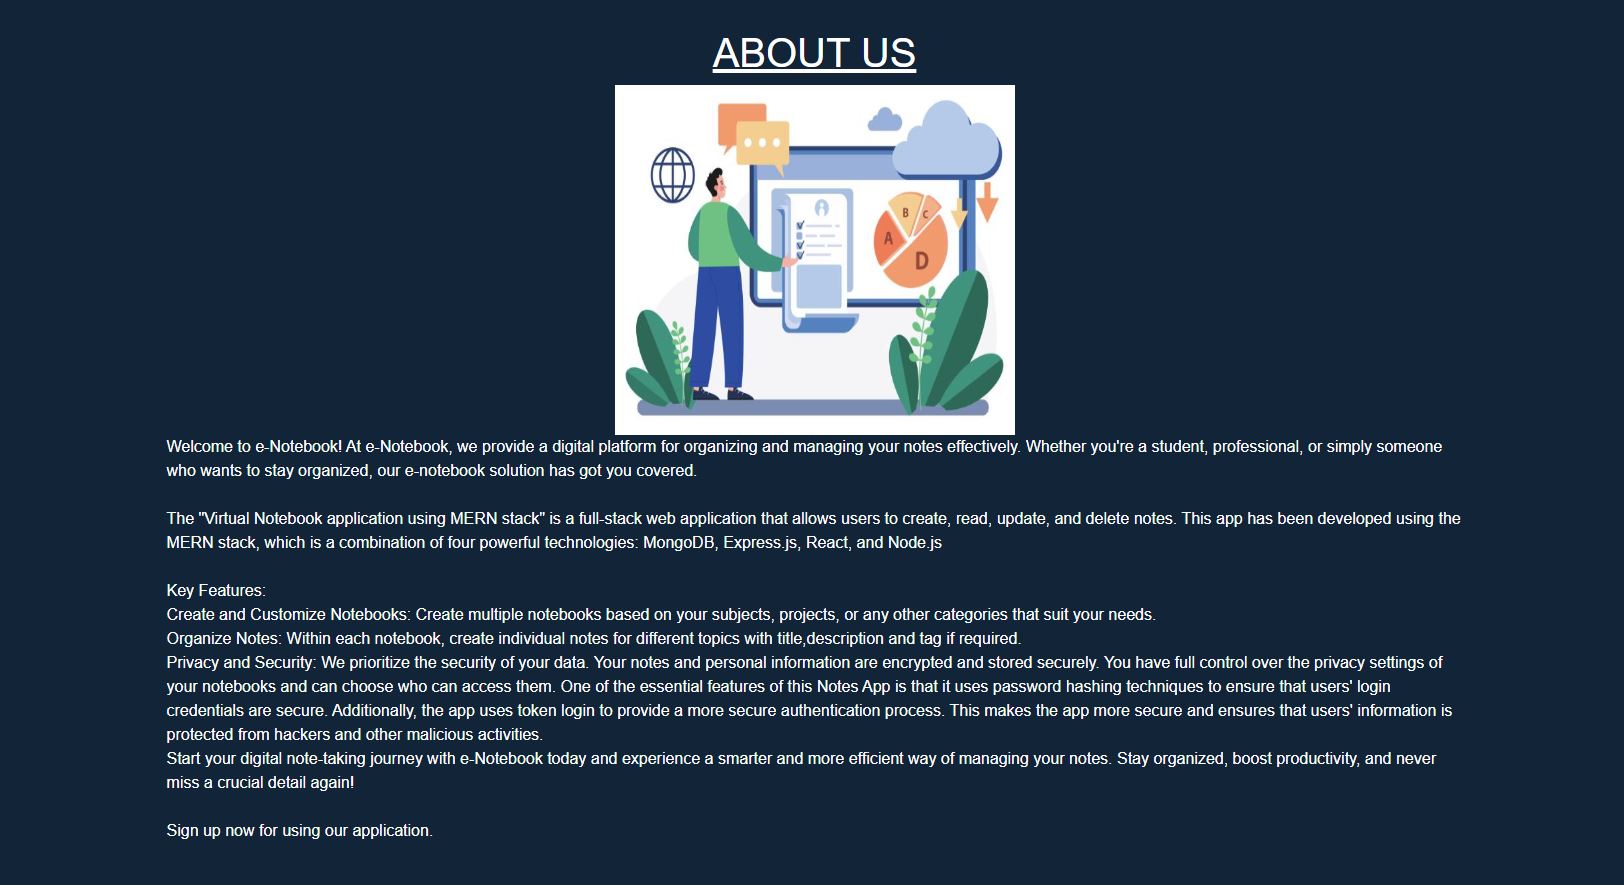 ABOUT US
B
C
A
D
Welcome to e-Notebook! At e-Notebook, we provide a digital platform for organizing and managing your notes effectively. Whether you're a student, professional, or simply someone
who wants to stay organized, our e-notebook solution has got you covered.
The "Virtual Notebook application using MERN stack" is a full-stack web application that allows users to create, read, update, and delete notes. This app has been developed using the
MERN stack, which is a combination of four powerful technologies: MongoDB, Express.js, React, and Node.js
Key Features:
Create and Customize Notebooks: Create multiple notebooks based on your subjects, projects, or any other categories that suit your needs.
Organize Notes: Within each notebook, create individual notes for different topics with title,description and tag if required.
Privacy and Security: We prioritize the security of your data. Your notes and personal information are encrypted and stored securely. You have full control over the privacy settings of
your notebooks and can choose who can access them. One of the essential features of this Notes App is that it uses password hashing techniques to ensure that users' login
credentials are secure. Additionally, the app uses token login to provide a more secure authentication process. This makes the app more secure and ensures that users' information is
protected from hackers and other malicious activities.
Start your digital note-taking journey with e-Notebook today and experience a smarter and more efficient way of managing your notes. Stay organized, boost productivity, and never
miss a crucial detail again!
Sign up now for using our application.